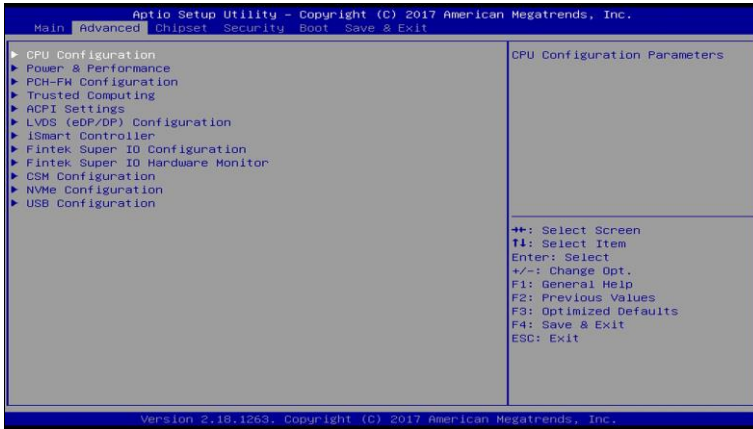 Aptio Setup Utility – Copyright (C) 2017 American Megatrends, Inc.
Main Advanced Chipset Security Boot Save & Exit
▶ CPU Configuration
▶ Power & Performance
▶ PCH-FW Configuration
▶ Trusted Computing
▶ ACPI Settings
▶ LVDS (eDP/DP) Configuration
▶ iSmart Controller
▶ Fintek Super IO Configuration
▶ Fintek Super IO Hardware Monitor
▶ CSM Configuration
▶ NVMe Configuration
▶ USB Configuration
CPU Configuration Parameters
→←: Select Screen
↑↓: Select Item
Enter: Select
+/-: Change Opt.
F1: General Help
F2: Previous Values
F3: Optimized Defaults
F4: Save & Exit
ESC: Exit
Version 2.18.1263. Copyright (C) 2017 American Megatrends, Inc.